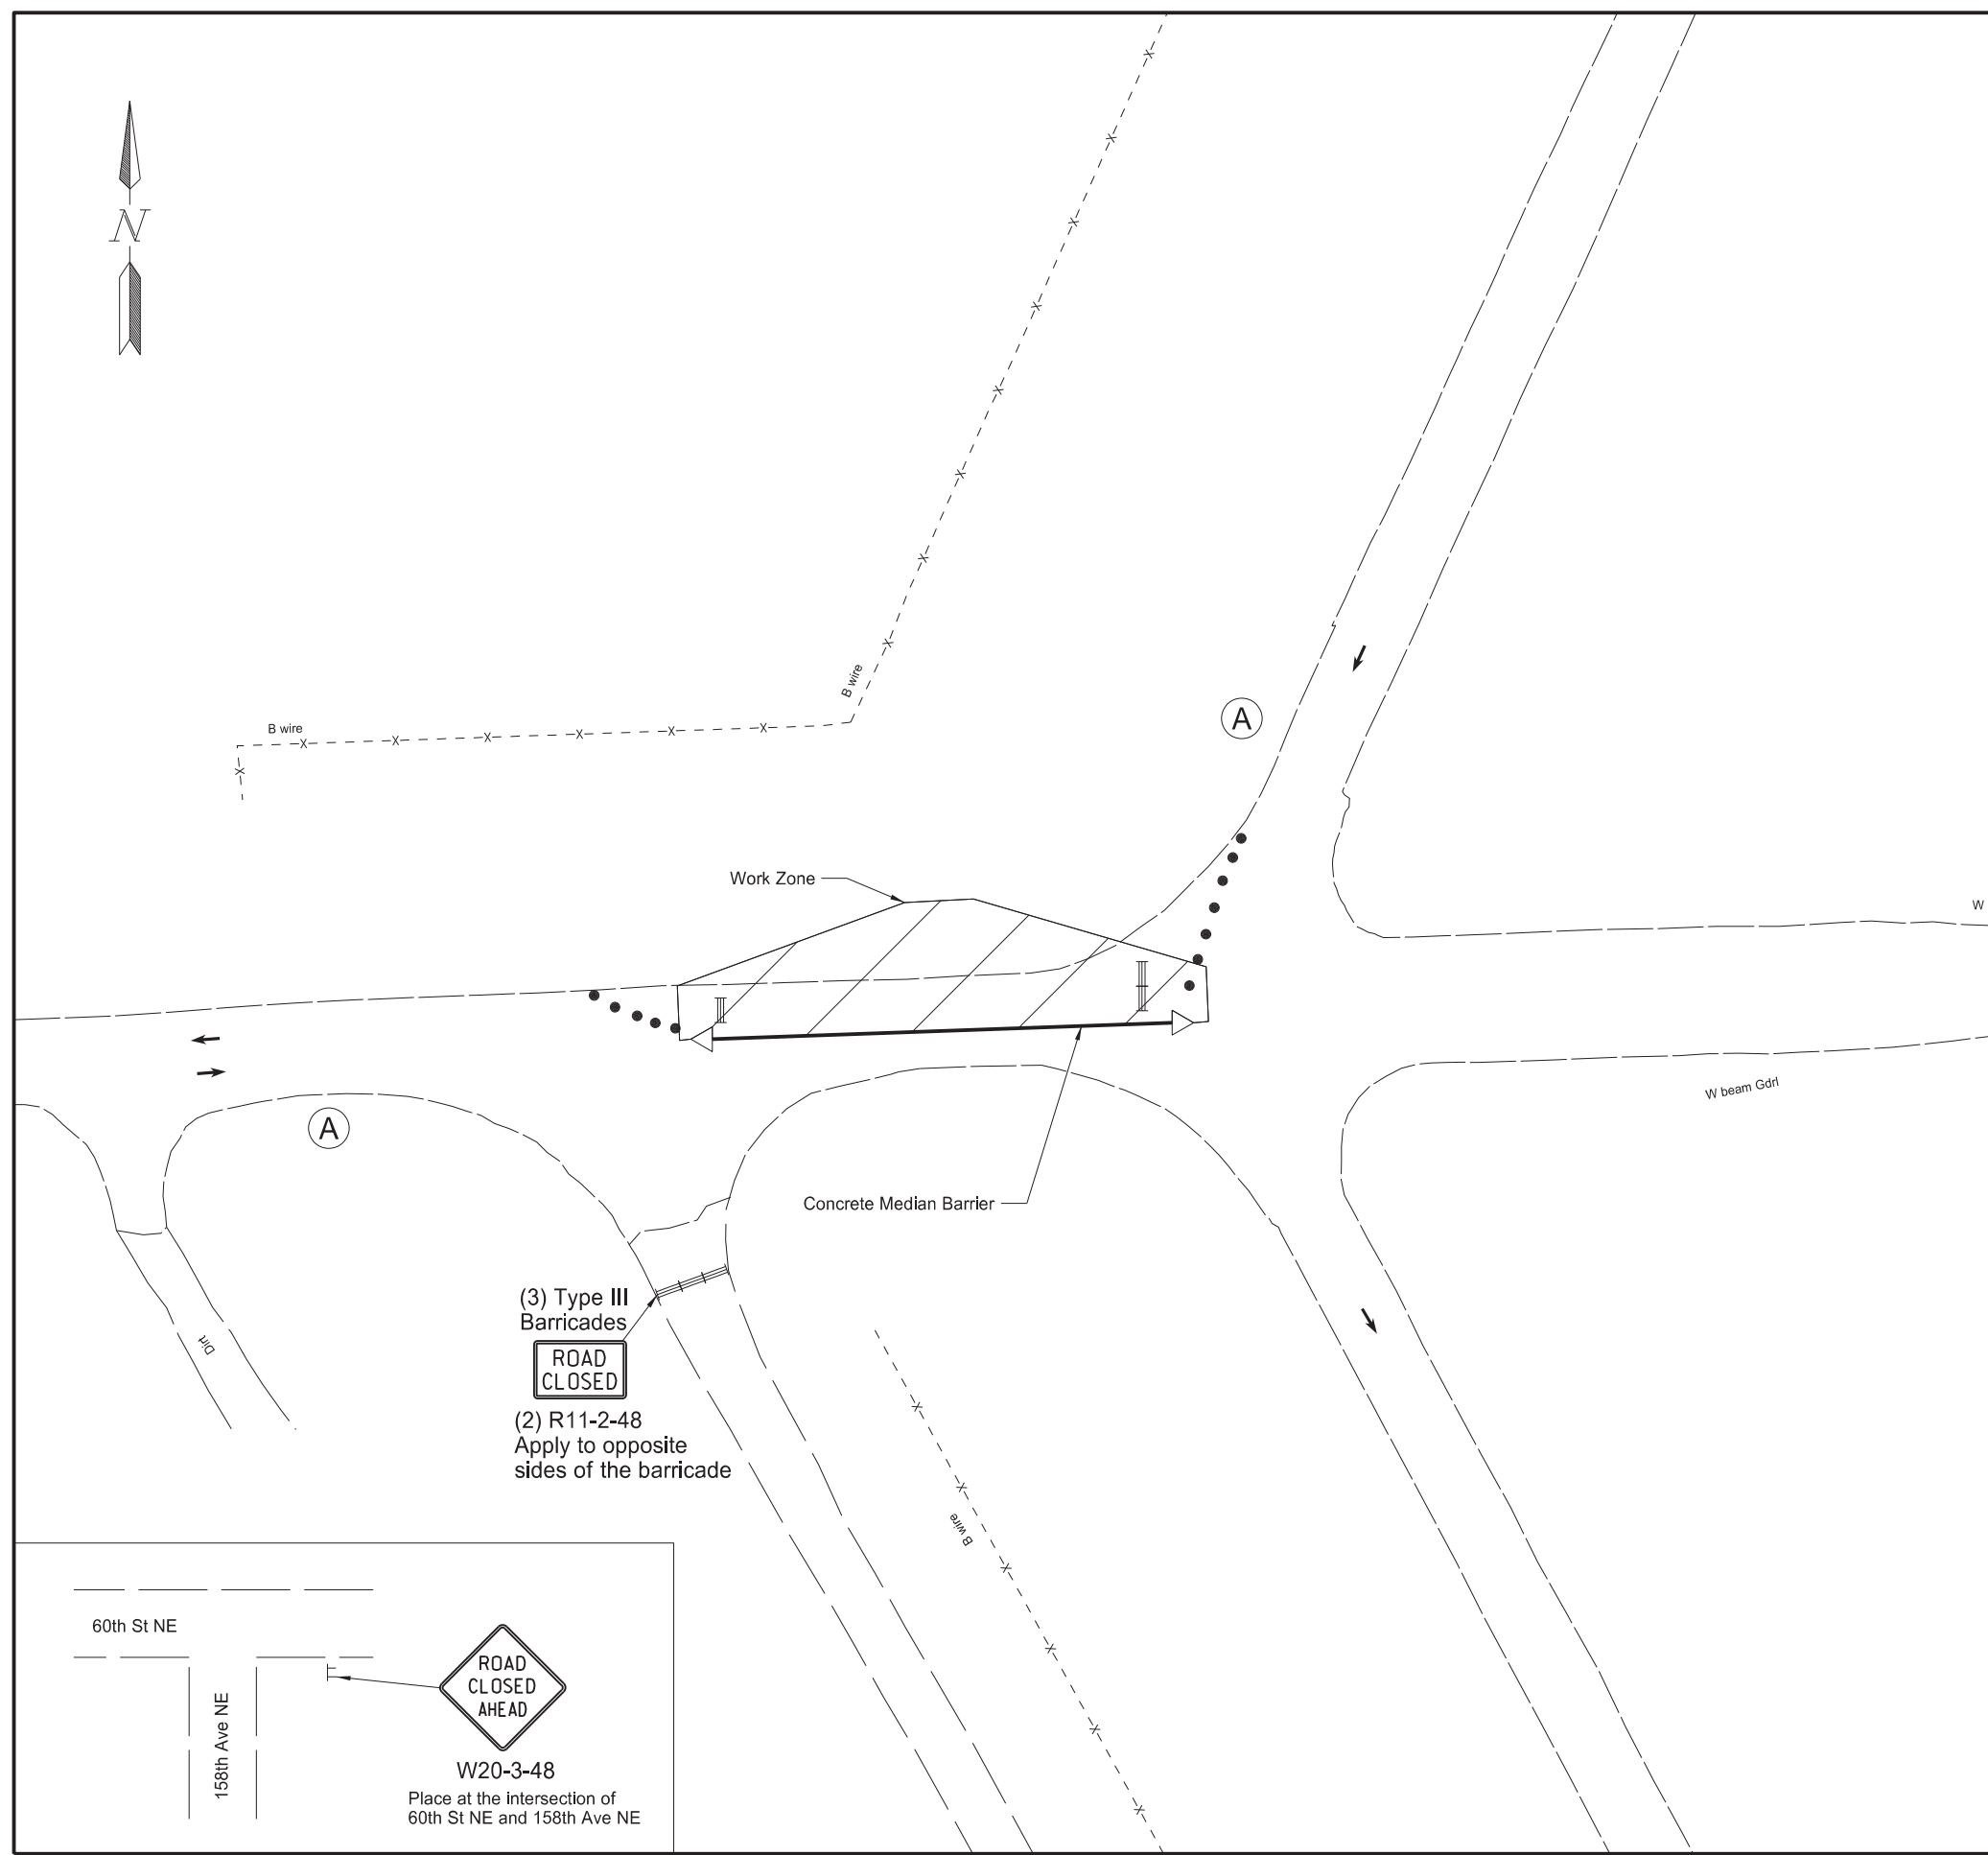 N
B wire
B wire
A
Work Zone
W
W beam Gdrl
A
Concrete Median Barrier
(3) Type III
Barricades
ROAD
CLOSED
(2) R11-2-48
Apply to opposite
sides of the barricade
Dirt
B wire
60th St NE
158th Ave NE
ROAD
CLOSED
AHEAD
W20-3-48
Place at the intersection of
60th St NE and 158th Ave NE